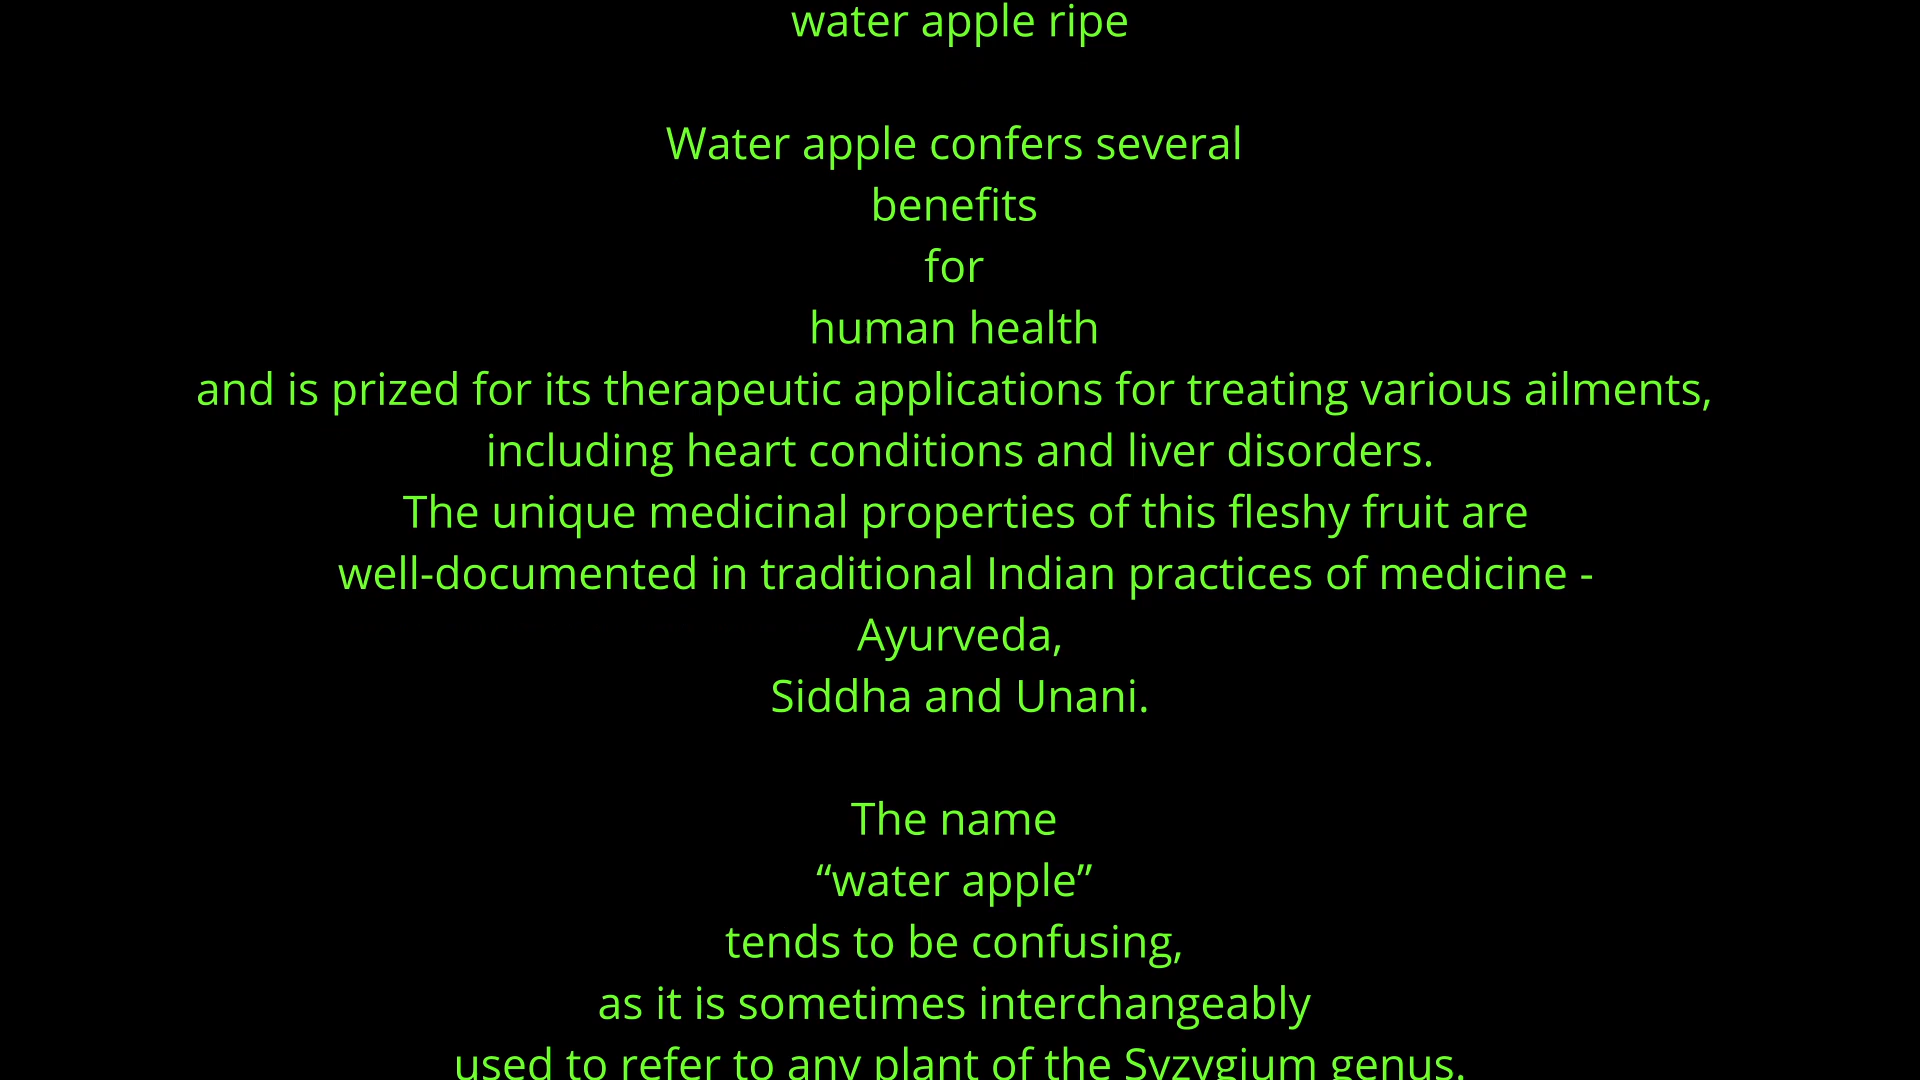 water apple ripe
Water apple confers several
benefits
for
human health
and is prized for its therapeutic applications for treating various ailments,
including heart conditions and liver disorders.
The unique medicinal properties of this fleshy fruit are
well-documented in traditional Indian practices of medicine -
Ayurveda,
Siddha and Unani.
The name
“water apple”
tends to be confusing,
as it is sometimes interchangeably
used to refer to any plant of the Syzygium genus.